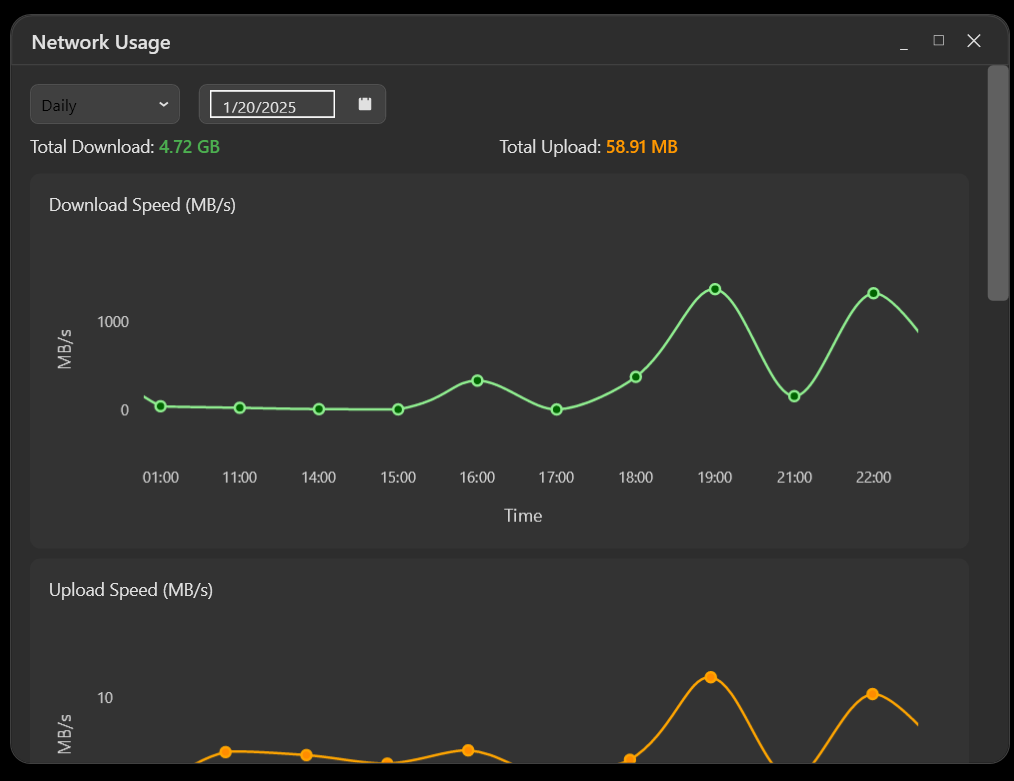 Network Usage
Daily
1/20/2025
Total Download: 4.72 GB
Total Upload: 58.91 MB
Download Speed (MB/s)
MB/s
1000
0
01:00 11:00 14:00 15:00 16:00 17:00 18:00 19:00 21:00 22:00
Time
Upload Speed (MB/s)
MB/s
10